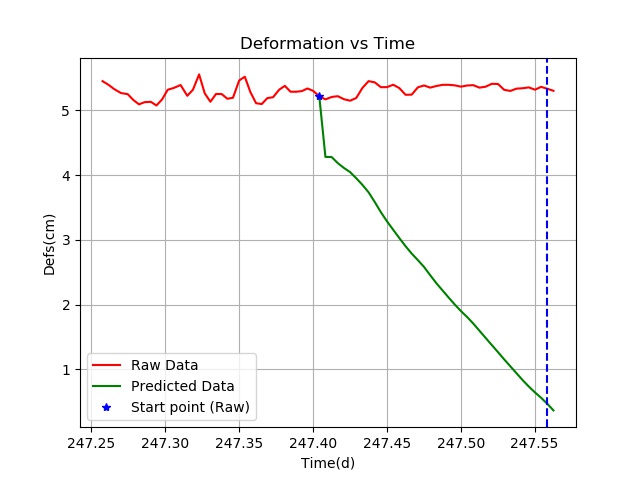 Deformation vs Time
Defs(cm)
5
4
3
2
1
Raw Data
Predicted Data
Start point (Raw)
247.25 247.30 247.35 247.40 247.45 247.50 247.55
Time(d)